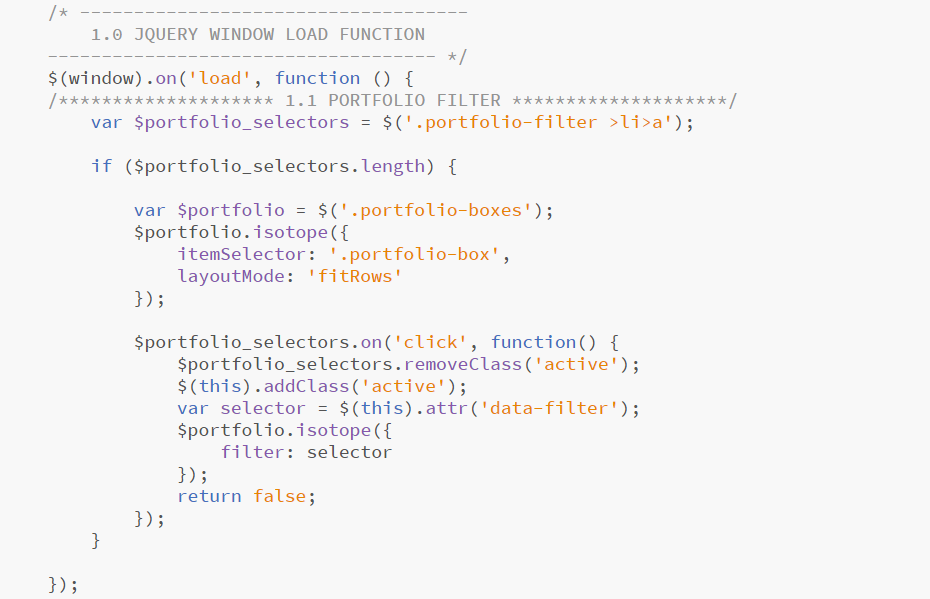 /* ------------------------------------
    1.0 JQUERY WINDOW LOAD FUNCTION
------------------------------------ */
$(window).on('load', function () {
/******************** 1.1 PORTFOLIO FILTER ********************/
    var $portfolio_selectors = $('.portfolio-filter >li>a');

    if ($portfolio_selectors.length) {

        var $portfolio = $('.portfolio-boxes');
        $portfolio.isotope({
            itemSelector: '.portfolio-box',
            layoutMode: 'fitRows'
        });

        $portfolio_selectors.on('click', function() {
            $portfolio_selectors.removeClass('active');
            $(this).addClass('active');
            var selector = $(this).attr('data-filter');
            $portfolio.isotope({
                filter: selector
            });
            return false;
        });
    }

});